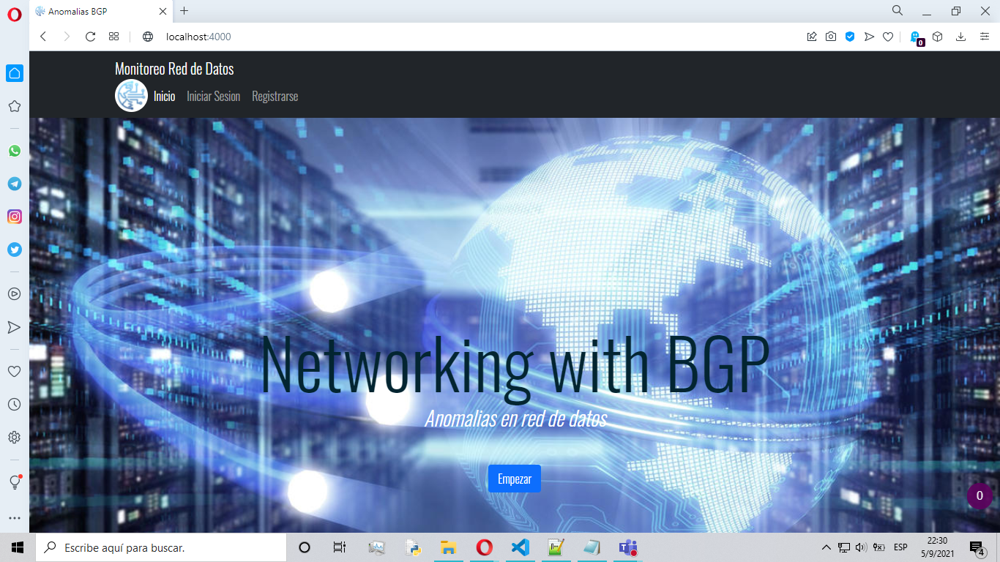 Anomalias BGP
localhost:4000
0
Monitoreo Red de Datos
Inicio Iniciar Sesion Registrarse
Networking with BGP
Anomalias en red de datos
Empezar
0
Escribe aquí para buscar.
ESP
22:30
5/9/2021
4